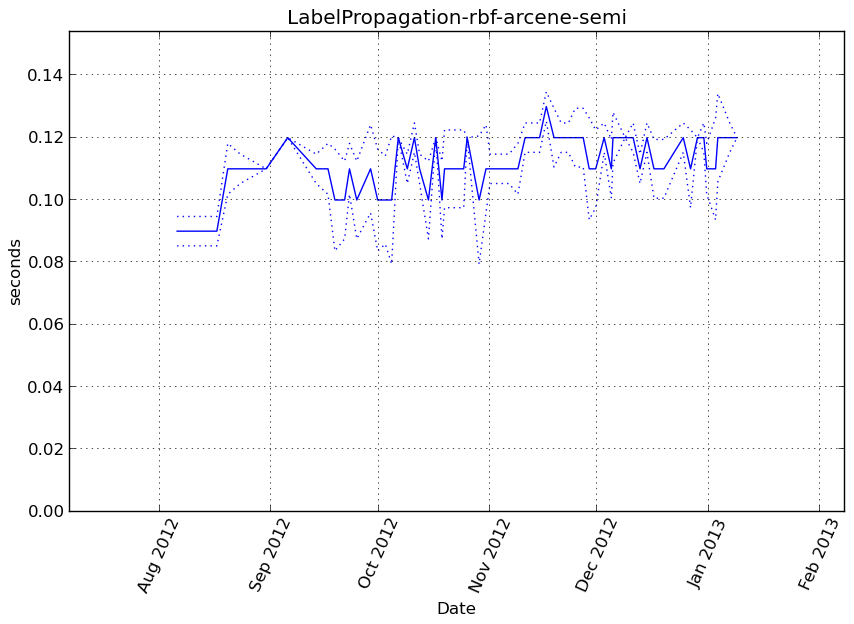 LabelPropagation-rbf-arcene-semi
0.14
0.12
0.10
0.08
0.06
0.04
0.02
0.00
seconds
Aug 2012
Sep 2012
Oct 2012
Nov 2012
Dec 2012
Jan 2013
Feb 2013
Date